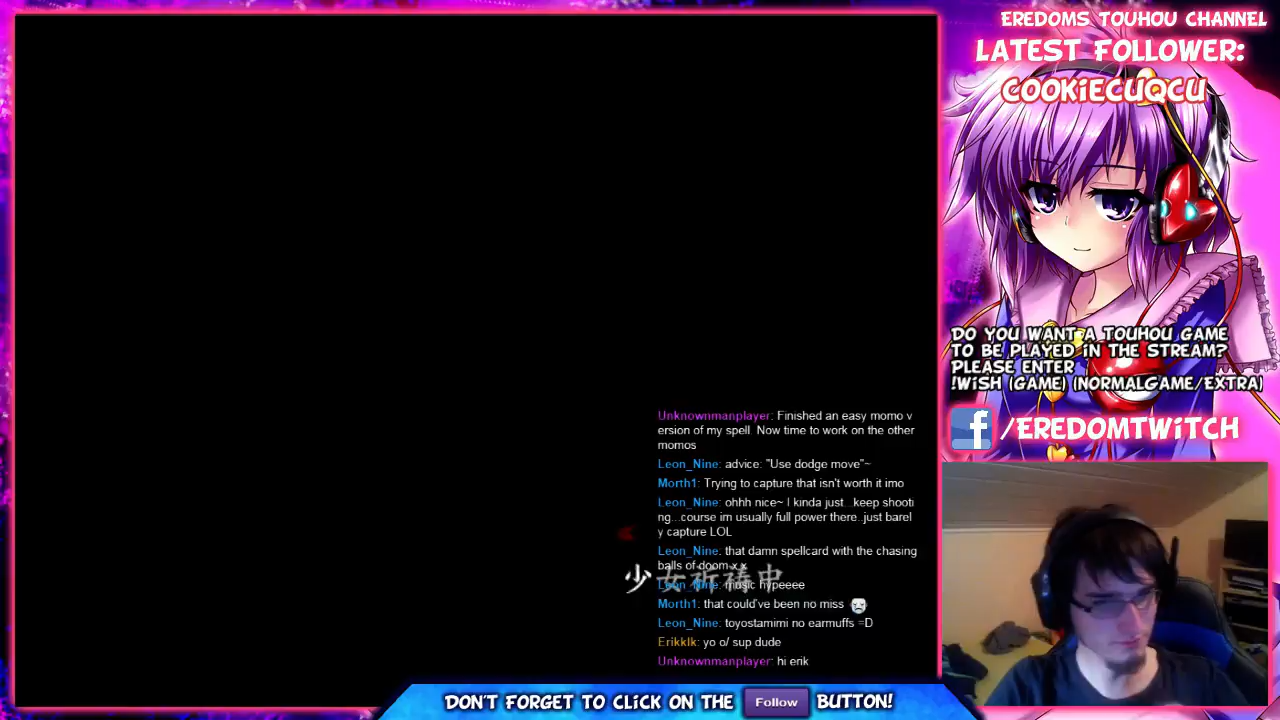 EREDOMS TOUHOU CHANNEL
LATEST FOLLOWER:
COOKIECUQCU
DO YOU WANT A TOUHOU GAME
TO BE PLAYED IN THE STREAM?
PLEASE ENTER
!WISH (GAME) (NORMALGAME/EXTRA)
f /EREDOMTWITCH
Unknownmanplayer: Finished an easy momo v
ersion of my spell. Now time to work on the other
momos
Leon_Nine: advice: "Use dodge move"~
Morth1: Trying to capture that isn't worth it imo
Leon_Nine: ohhh nice~ I kinda just...keep shooti
ng...course im usually full power there..just barel
y capture LOL
Leon_Nine: that damn spellcard with the chasing
balls of doom x.x
少女祈祷中
Leon_Nine: music hypeeee
Morth1: that could've been no miss
Leon_Nine: toyostamimi no earmuffs =D
Erikklk: yo o/ sup dude
Unknownmanplayer: hi erik
DON'T FORGET TO CLICK ON THE Follow BUTTON!